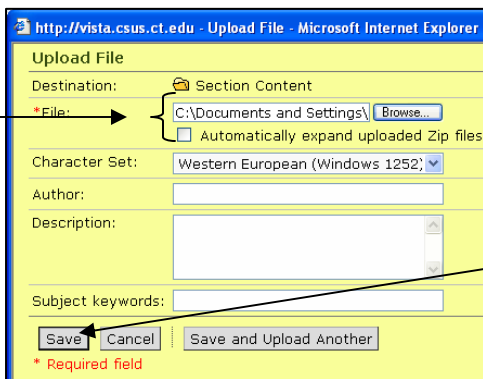 http://vista.csus.ct.edu - Upload File - Microsoft Internet Explorer
Upload File
Destination: Section Content
*File: C:\Documents and Settings\ Browse...
Automatically expand uploaded Zip files
Character Set: Western European (Windows 1252)
Author:
Description:
Subject keywords:
Save Cancel Save and Upload Another
* Required field